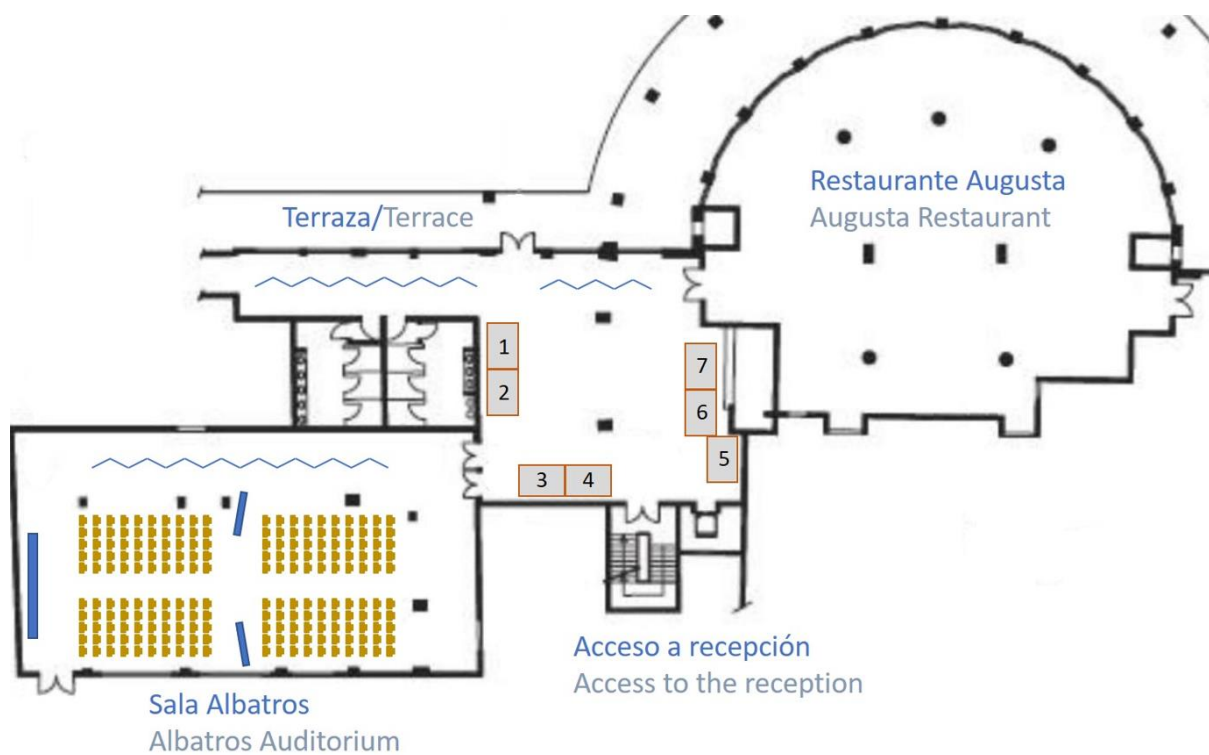 Restaurante Augusta
Augusta Restaurant
Terraza/Terrace
1
2
7
6
5
3
4
Acceso a recepción
Access to the reception
Sala Albatros
Albatros Auditorium